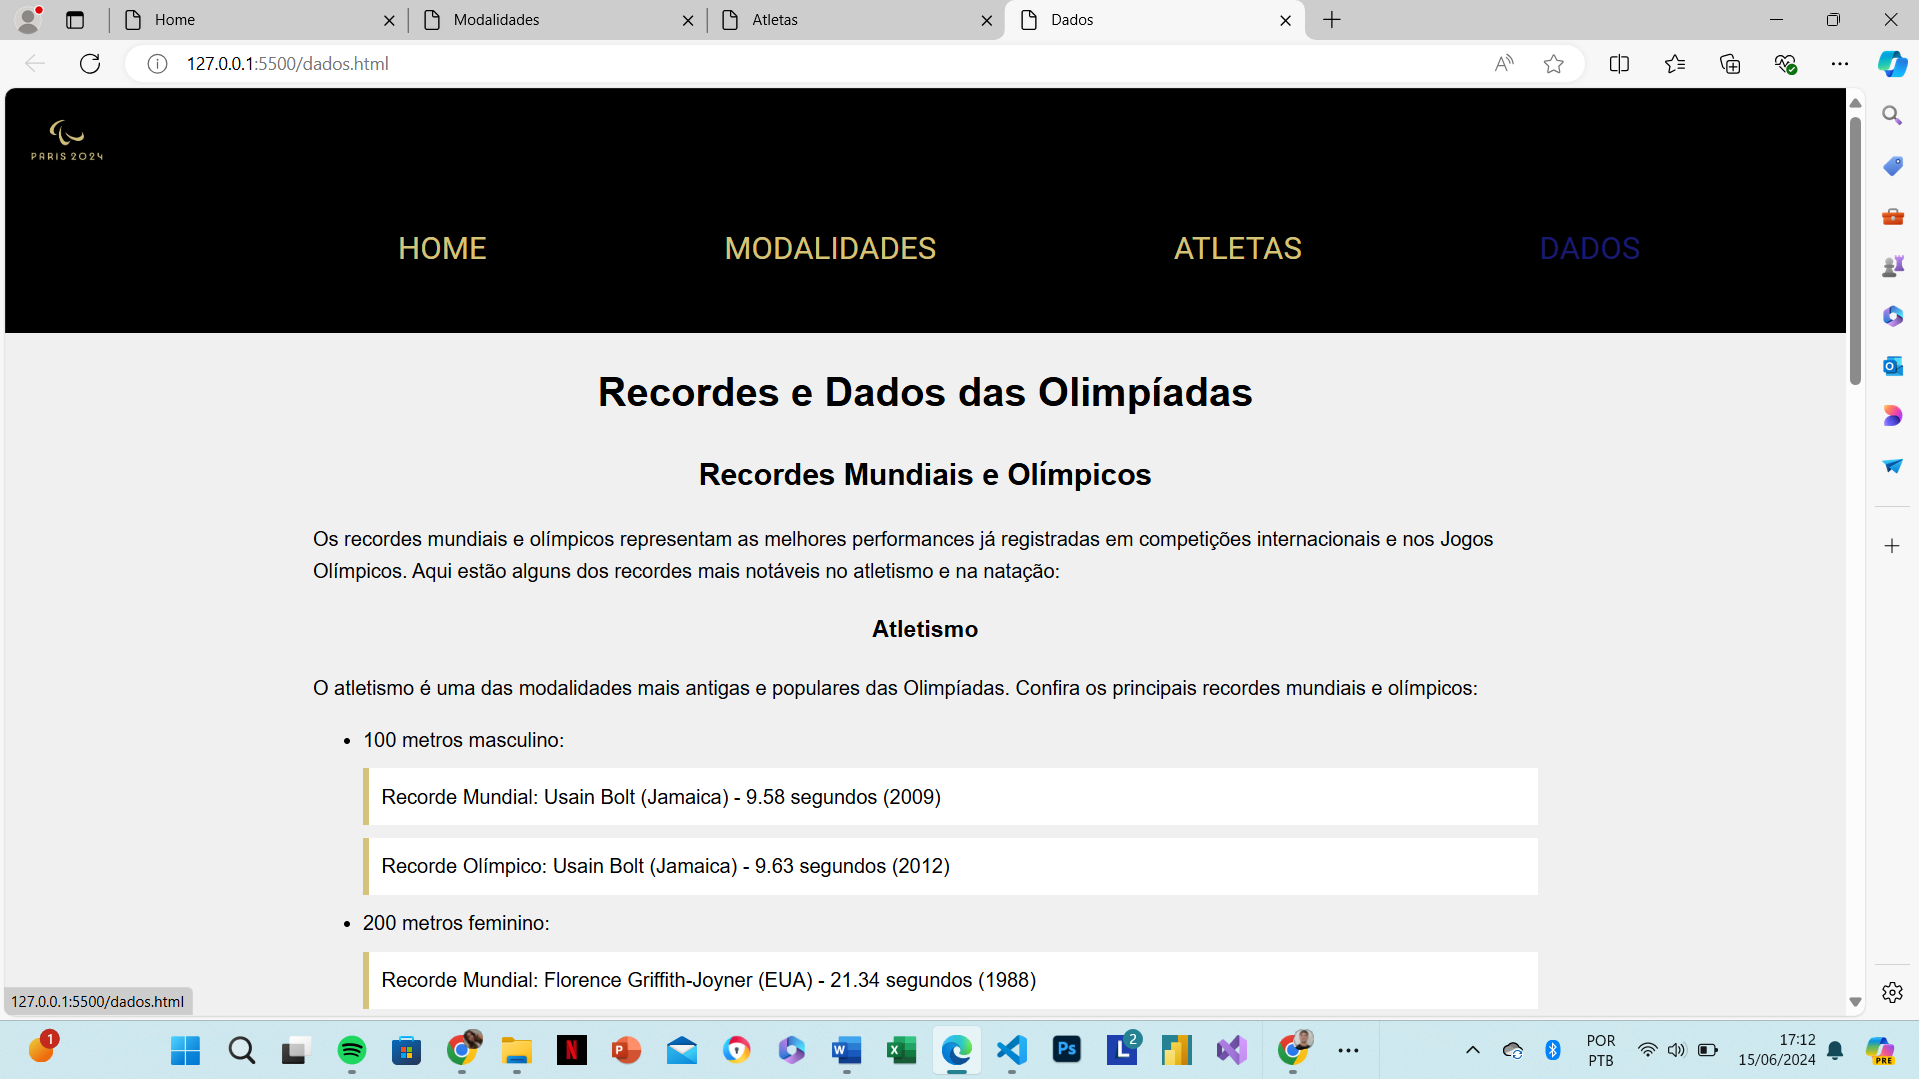 Home
Modalidades
Atletas
Dados
127.0.0.1:5500/dados.html
PARIS 2024
HOME
MODALIDADES
ATLETAS
DADOS
Recordes e Dados das Olimpíadas
Recordes Mundiais e Olímpicos
Os recordes mundiais e olímpicos representam as melhores performances já registradas em competições internacionais e nos Jogos
Olímpicos. Aqui estão alguns dos recordes mais notáveis no atletismo e na natação:
Atletismo
O atletismo é uma das modalidades mais antigas e populares das Olimpíadas. Confira os principais recordes mundiais e olímpicos:
• 100 metros masculino:
Recorde Mundial: Usain Bolt (Jamaica) - 9.58 segundos (2009)
Recorde Olímpico: Usain Bolt (Jamaica) - 9.63 segundos (2012)
• 200 metros feminino:
Recorde Mundial: Florence Griffith-Joyner (EUA) - 21.34 segundos (1988)
127.0.0.1:5500/dados.html
1
N
P
W
X
Ps
L
2
POR
PTB
17:12
15/06/2024
PRE